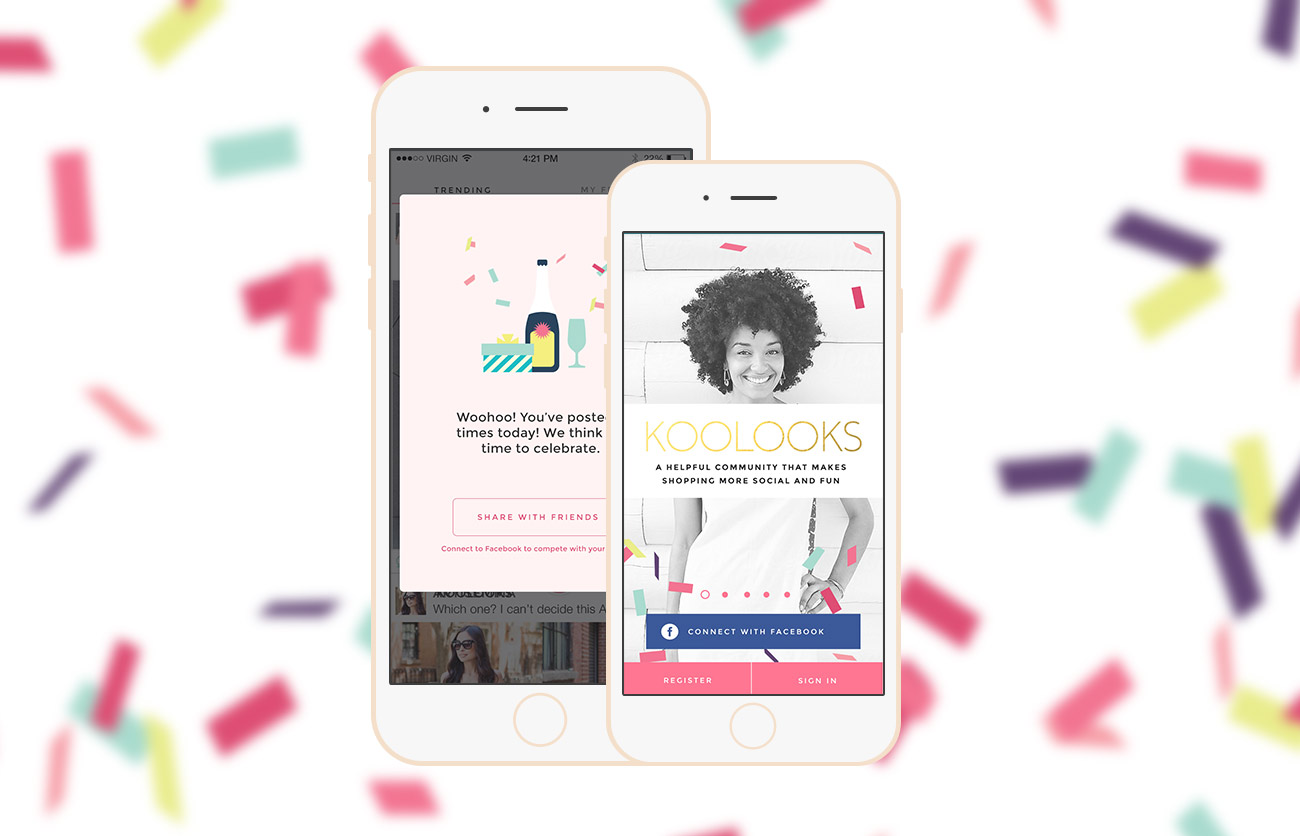 VIRGIN 4:21 PM 22%
TRENDING MY F
Woohoo! You've poste
times today! We think
time to celebrate.
SHARE WITH FRIENDS
Connect to Facebook to compete with your
Which one? I can't decide this A
KOOLOOKS
A HELPFUL COMMUNITY THAT MAKES
SHOPPING MORE SOCIAL AND FUN
f CONNECT WITH FACEBOOK
REGISTER SIGN IN